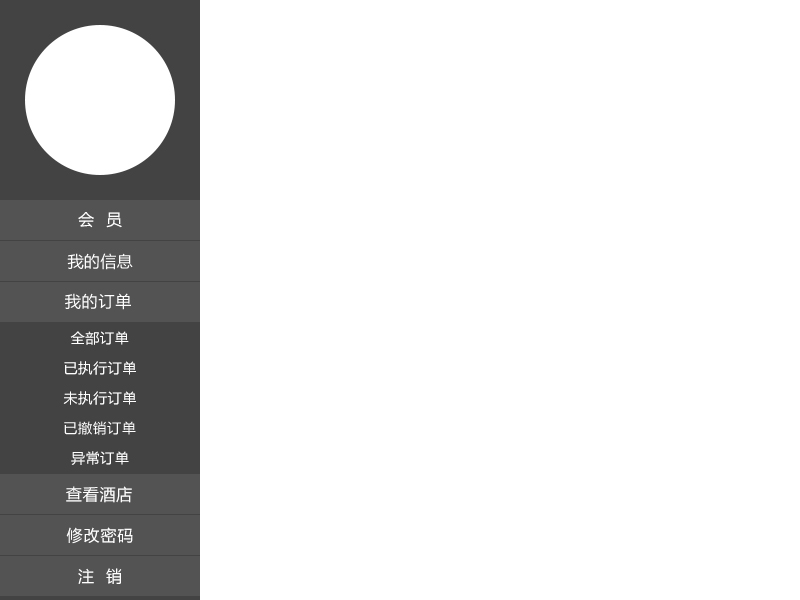 会 员
我的信息
我的订单
全部订单
已执行订单
未执行订单
已撤销订单
异常订单
查看酒店
修改密码
注 销